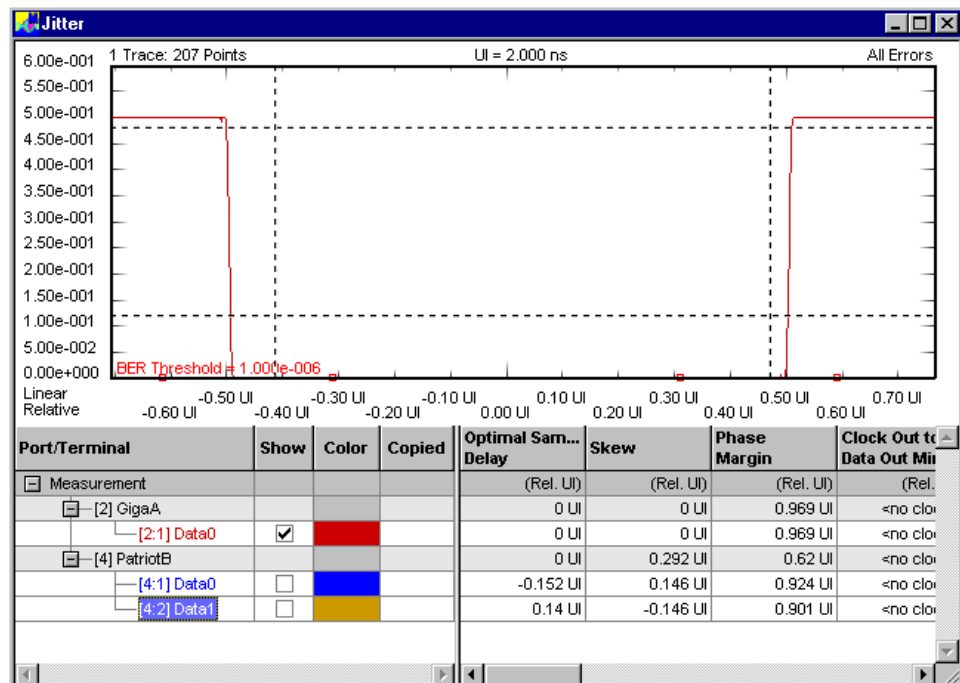 Jitter
1 Trace: 207 Points UI = 2.000 ns All Errors
6.00e-001
5.50e-001
5.00e-001
4.50e-001
4.00e-001
3.50e-001
3.00e-001
2.50e-001
2.00e-001
1.50e-001
1.00e-001
5.00e-002
0.00e+000
BER Threshold = 1.000e-006
Linear -0.50 UI -0.30 UI -0.10 UI 0.10 UI 0.30 UI 0.50 UI 0.70 UI
Relative -0.60 UI -0.40 UI -0.20 UI 0.00 UI 0.20 UI 0.40 UI 0.60 UI
Port/Terminal Show Color Copied Optimal Sam... Delay Skew Phase Margin Clock Out to Data Out Min
Measurement (Rel. UI) (Rel. UI) (Rel. UI) (Rel.
[2] GigaA 0 UI 0 UI 0.969 UI <no clo
[2:1] Data0 0 UI 0 UI 0.969 UI <no clo
[4] PatriotB 0 UI 0.292 UI 0.62 UI <no clo
[4:1] Data0 -0.152 UI 0.146 UI 0.924 UI <no clo
[4:2] Data1 0.14 UI -0.146 UI 0.901 UI <no clo